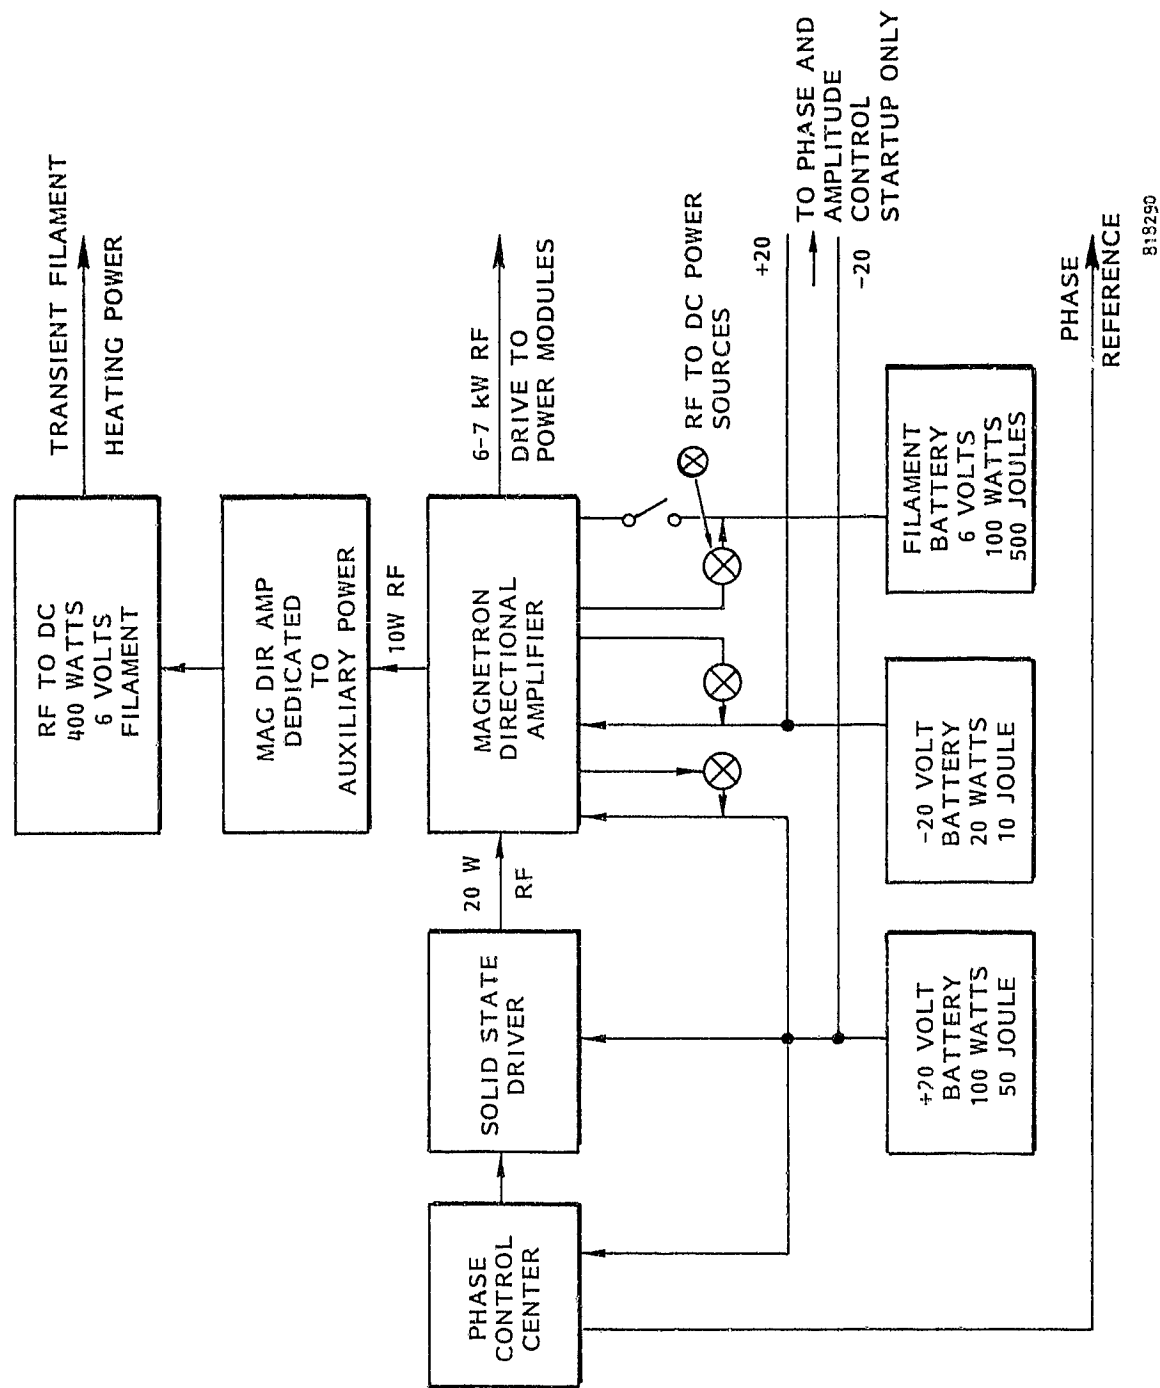 RF TO DC
400 WATTS
6 VOLTS
FILAMENT
TRANSIENT FILAMENT
HEATING POWER
MAG DIR AMP
DEDICATED
TO
AUXILIARY POWER
10W RF
PHASE
CONTROL
CENTER
SOLID STATE
DRIVER
20 W
RF
MAGNETRON
DIRECTIONAL
AMPLIFIER
6-7 kW RF
DRIVE TO
POWER MODULES
RF TO DC POWER
SOURCES
+20
TO PHASE AND
AMPLITUDE
CONTROL
STARTUP ONLY
-20
+20 VOLT
BATTERY
100 WATTS
50 JOULE
-20 VOLT
BATTERY
20 WATTS
10 JOULE
FILAMENT
BATTERY
6 VOLTS
100 WATTS
500 JOULES
PHASE
REFERENCE
818290